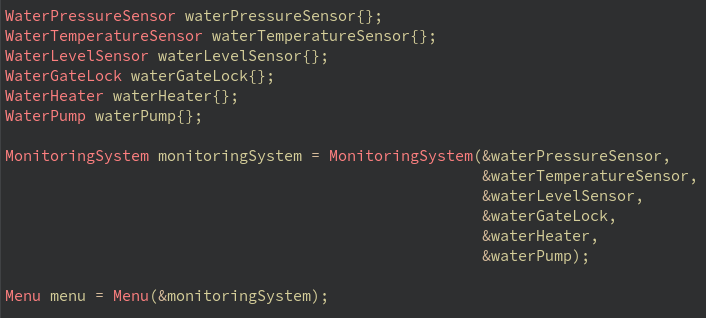 WaterPressureSensor waterPressureSensor{};
WaterTemperatureSensor waterTemperatureSensor{};
WaterLevelSensor waterLevelSensor{};
WaterGateLock waterGateLock{};
WaterHeater waterHeater{};
WaterPump waterPump{};
MonitoringSystem monitoringSystem = MonitoringSystem(&waterPressureSensor,
&waterTemperatureSensor,
&waterLevelSensor,
&waterGateLock,
&waterHeater,
&waterPump);
Menu menu = Menu(&monitoringSystem);